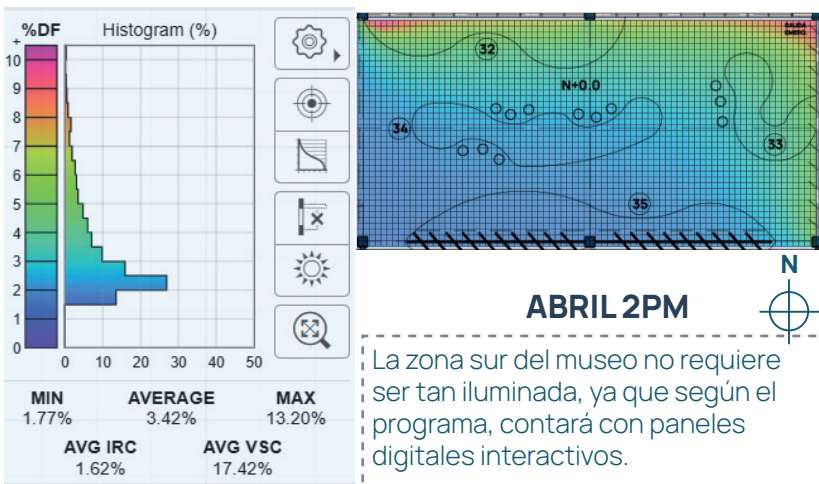 %DF
Histogram (%)
+
10
9
8
7
6
5
4
3
2
1
0
0 10 20 30 40 50
MIN AVERAGE MAX
1.77% 3.42% 13.20%
AVG IRC AVG VSC
1.62% 17.42%
SALIDA
EMERG.
32
N+0.0
34
33
35
N
ABRIL 2PM
La zona sur del museo no requiere
ser tan iluminada, ya que según el
programa, contará con paneles
digitales interactivos.